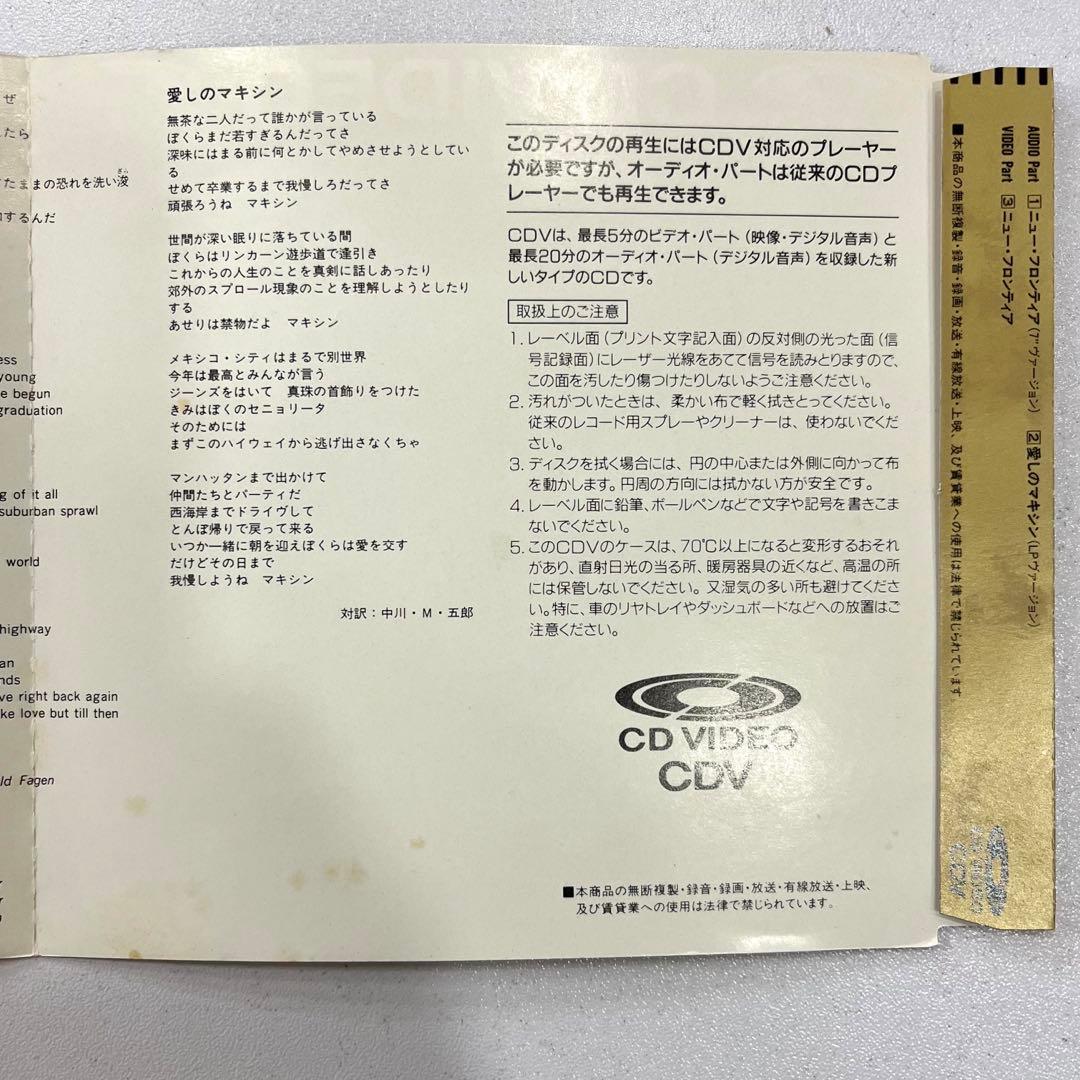 ぜ
たら
たままの恐れを洗い浚
ざら
するんだ
ess
young
e begun
graduation
g of it all
suburban sprawl
world
highway
an
nds
ve right back again
ke love but till then
ld Fagen
愛しのマキシン
無茶な二人だって誰かが言っている
ぼくらまだ若すぎるんだってさ
深味にはまる前に何とかしてやめさせようとしてい
る
せめて卒業するまで我慢しろだってさ
頑張ろうね　マキシン
世間が深い眠りに落ちている間
ぼくらはリンカーン遊歩道で逢引き
これからの人生のことを真剣に話しあったり
郊外のスプロール現象のことを理解しようとしたり
する
あせりは禁物だよ　マキシン
メキシコ・シティはまるで別世界
今年は最高とみんなが言う
ジーンズをはいて　真珠の首飾りをつけた
きみはぼくのセニョリータ
そのためには
まずこのハイウェイから逃げ出さなくちゃ
マンハッタンまで出かけて
仲間たちとパーティだ
西海岸までドライヴして
とんぼ帰りで戻って来る
いつか一緒に朝を迎えぼくらは愛を交す
だけどその日まで
我慢しようね　マキシン
対訳：中川・M・五郎
このディスクの再生にはCDV対応のプレーヤー
が必要ですが、オーディオ・パートは従来のCDプ
レーヤーでも再生できます。
CDVは、最長5分のビデオ・パート（映像・デジタル音声）と
最長20分のオーディオ・パート（デジタル音声）を収録した新
しいタイプのCDです。
取扱上のご注意
1. レーベル面（プリント文字記入面）の反対側の光った面（信
号記録面）にレーザー光線をあてて信号を読みとりますので、
この面を汚したり傷つけたりしないようご注意ください。
2. 汚れがついたときは、柔かい布で軽く拭きとってください。
従来のレコード用スプレーやクリーナーは、使わないでくだ
さい。
3. ディスクを拭く場合には、円の中心または外側に向かって布
を動かします。円周の方向には拭かない方が安全です。
4. レーベル面に鉛筆、ボールペンなどで文字や記号を書きこま
ないでください。
5. このCDVのケースは、70℃以上になると変形するおそれ
があり、直射日光の当る所、暖房器具の近くなど、高温の所
には保管しないでください。又湿気の多い所も避けてくださ
い。特に、車のリヤトレイやダッシュボードなどへの放置はご
注意ください。
CD VIDEO
CDV
■本商品の無断複製・録音・録画・放送・有線放送・上映、
及び賃貸業への使用は法律で禁じられています。
AUDIO Part 1 ニュー・フロンティア（7"ヴァージョン） 2 愛しのマキシン（LPヴァージョン）
VIDEO Part 3 ニュー・フロンティア
■本商品の無断複製・録音・録画・放送・有線放送・上映、及び賃貸業への使用は法律で禁じられています。
CD VIDEO
CDV